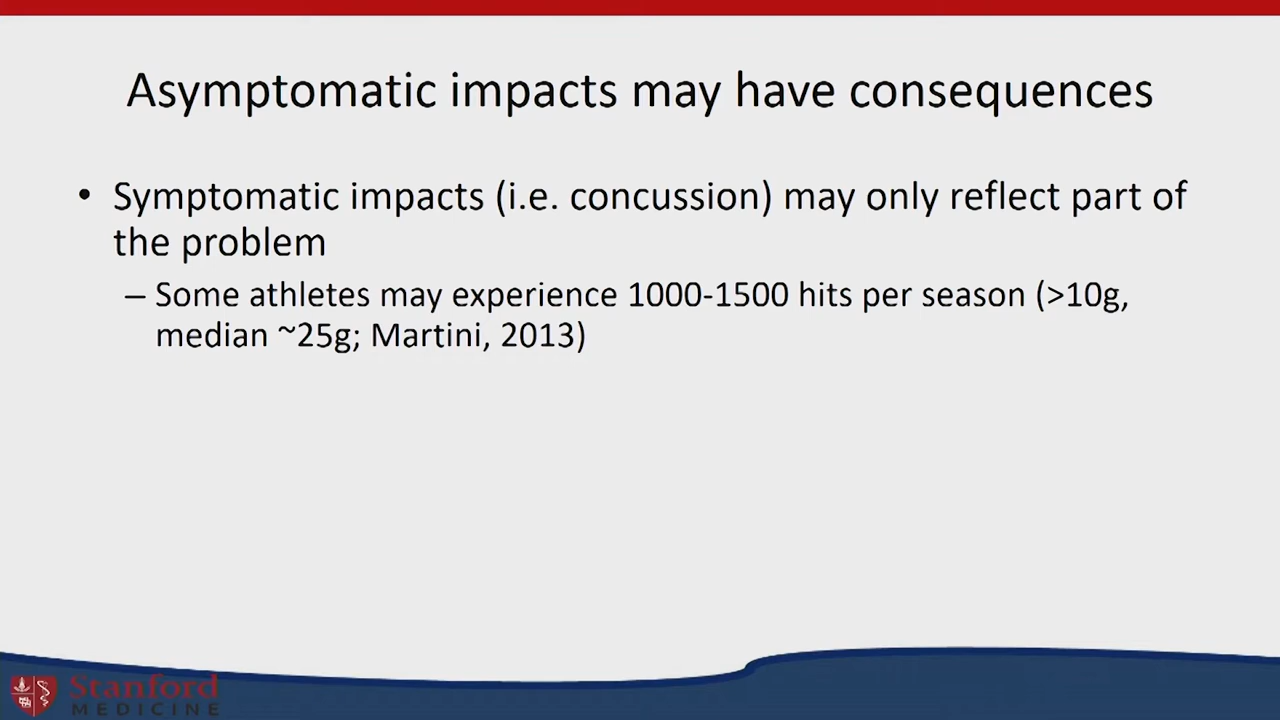 Asymptomatic impacts may have consequences
• Symptomatic impacts (i.e. concussion) may only reflect part of
the problem
– Some athletes may experience 1000-1500 hits per season (>10g,
median ~25g; Martini, 2013)
Stanford
MEDICINE